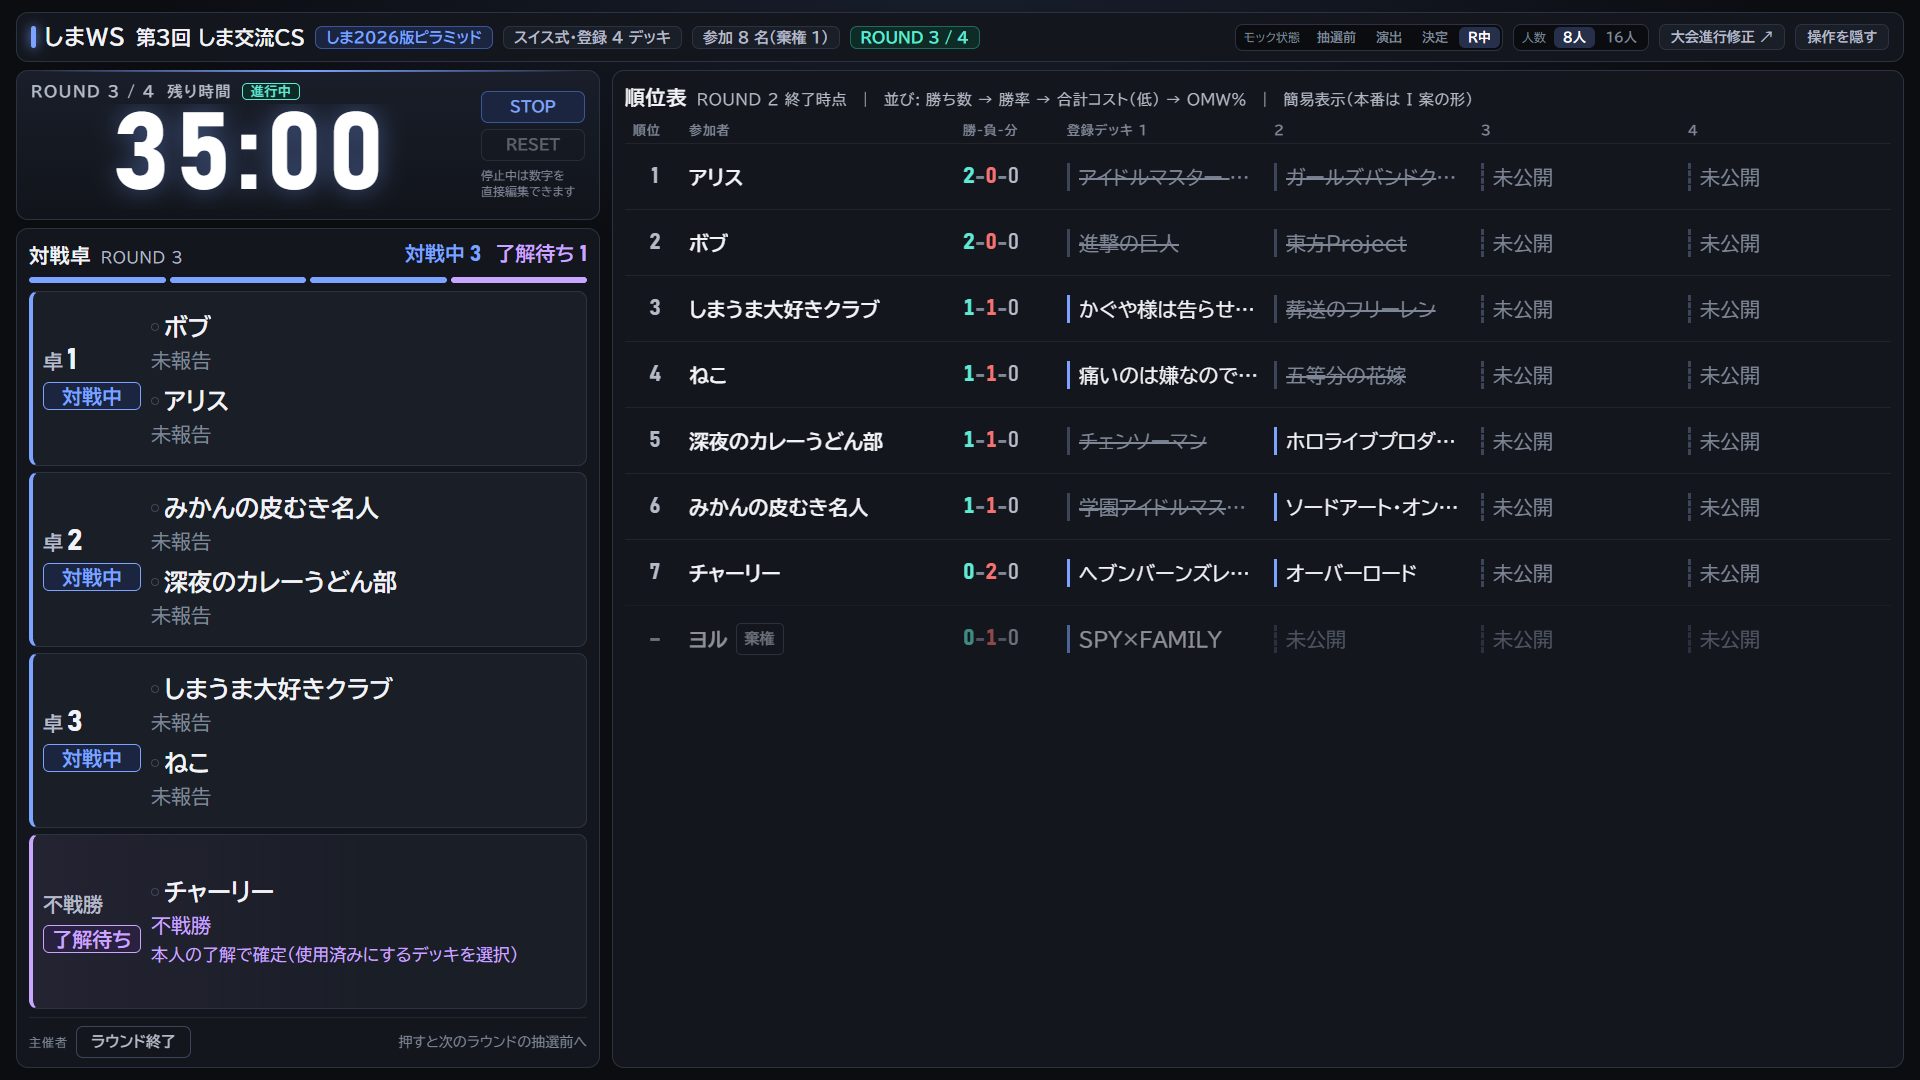 しまWS 第3回 しま交流CS しま2026版ピラミッド スイス式・登録 4 デッキ 参加 8 名(棄権 1) ROUND 3 / 4 モック状態 抽選前 演出 決定 R中 人数 8人 16人 大会進行修正 ↗ 操作を隠す
ROUND 3 / 4 残り時間 進行中
35:00
STOP
RESET
停止中は数字を
直接編集できます
対戦卓 ROUND 3 対戦中 3 了解待ち 1
卓 1
対戦中
ボブ
未報告
アリス
未報告
卓 2
対戦中
みかんの皮むき名人
未報告
深夜のカレーうどん部
未報告
卓 3
対戦中
しまうま大好きクラブ
未報告
ねこ
未報告
不戦勝
了解待ち
チャーリー
不戦勝
本人の了解で確定(使用済みにするデッキを選択)
主催者 ラウンド終了 押すと次のラウンドの抽選前へ
順位表 ROUND 2 終了時点 | 並び: 勝ち数 → 勝率 → 合計コスト(低) → OMW% | 簡易表示(本番は I 案の形)
順位 参加者 勝-負-分 登録デッキ 1 2 3 4
1 アリス 2-0-0 アイドルマスター… ガールズバンドク… 未公開 未公開
2 ボブ 2-0-0 進撃の巨人 東方Project 未公開 未公開
3 しまうま大好きクラブ 1-1-0 かぐや様は告らせ… 葬送のフリーレン 未公開 未公開
4 ねこ 1-1-0 痛いのは嫌なので… 五等分の花嫁 未公開 未公開
5 深夜のカレーうどん部 1-1-0 チェンソーマン ホロライブプロダ… 未公開 未公開
6 みかんの皮むき名人 1-1-0 学園アイドルマス… ソードアート・オン… 未公開 未公開
7 チャーリー 0-2-0 ヘブンバーンズレ… オーバーロード 未公開 未公開
– ヨル 棄権 0-1-0 SPY×FAMILY 未公開 未公開 未公開